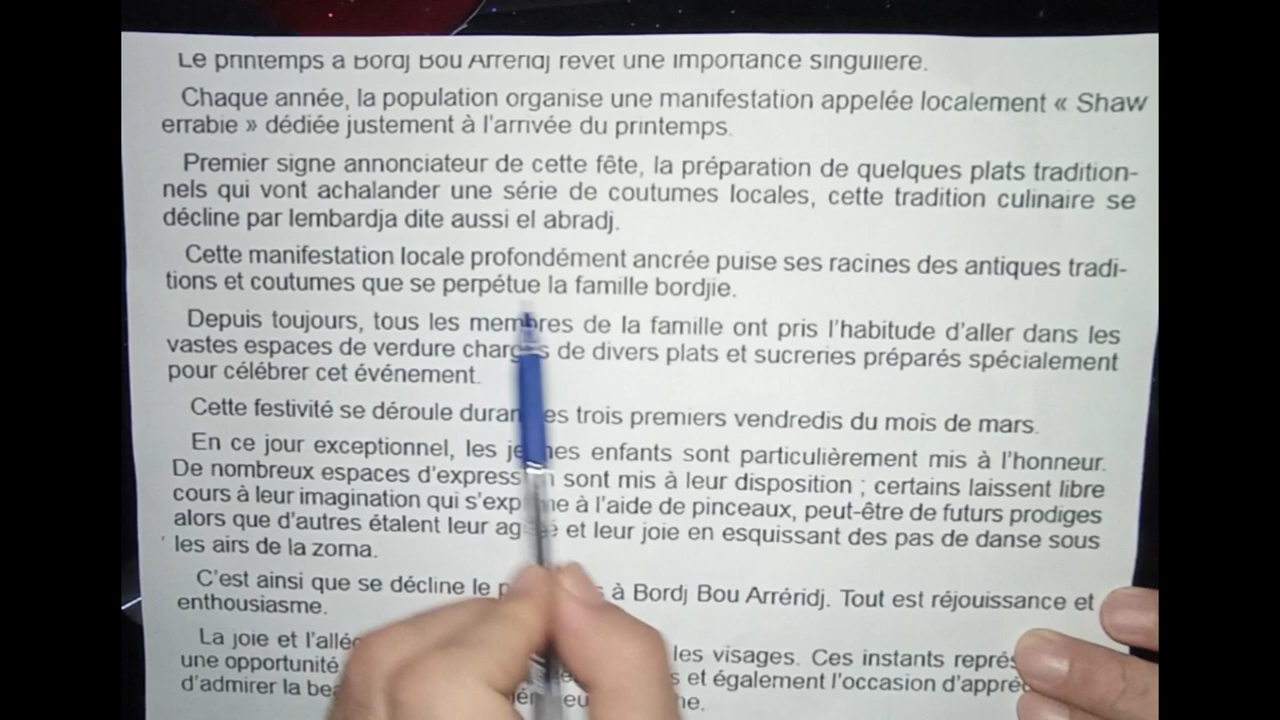 Le printemps à Bordj Bou Arréridj revêt une importance singulière.
Chaque année, la population organise une manifestation appelée localement « Shaw
errabie » dédiée justement à l'arrivée du printemps.
Premier signe annonciateur de cette fête, la préparation de quelques plats tradition-
nels qui vont achalander une série de coutumes locales, cette tradition culinaire se
décline par lembardja dite aussi el abradj.
Cette manifestation locale profondément ancrée puise ses racines des antiques tradi-
tions et coutumes que se perpétue la famille bordjie.
Depuis toujours, tous les membres de la famille ont pris l'habitude d'aller dans les
vastes espaces de verdure chargés de divers plats et sucreries préparés spécialement
pour célébrer cet événement.
Cette festivité se déroule durant les trois premiers vendredis du mois de mars.
En ce jour exceptionnel, les jeunes enfants sont particulièrement mis à l'honneur.
De nombreux espaces d'expression sont mis à leur disposition ; certains laissent libre
cours à leur imagination qui s'exprime à l'aide de pinceaux, peut-être de futurs prodiges
alors que d'autres étalent leur et leur joie en esquissant des pas de danse sous
les airs de la zorna.
C'est ainsi que se décline le à Bordj Bou Arréridj. Tout est réjouissance et
enthousiasme.
La joie et les visages. Ces instants
une opportunité et également l'occasion
d'admirer la